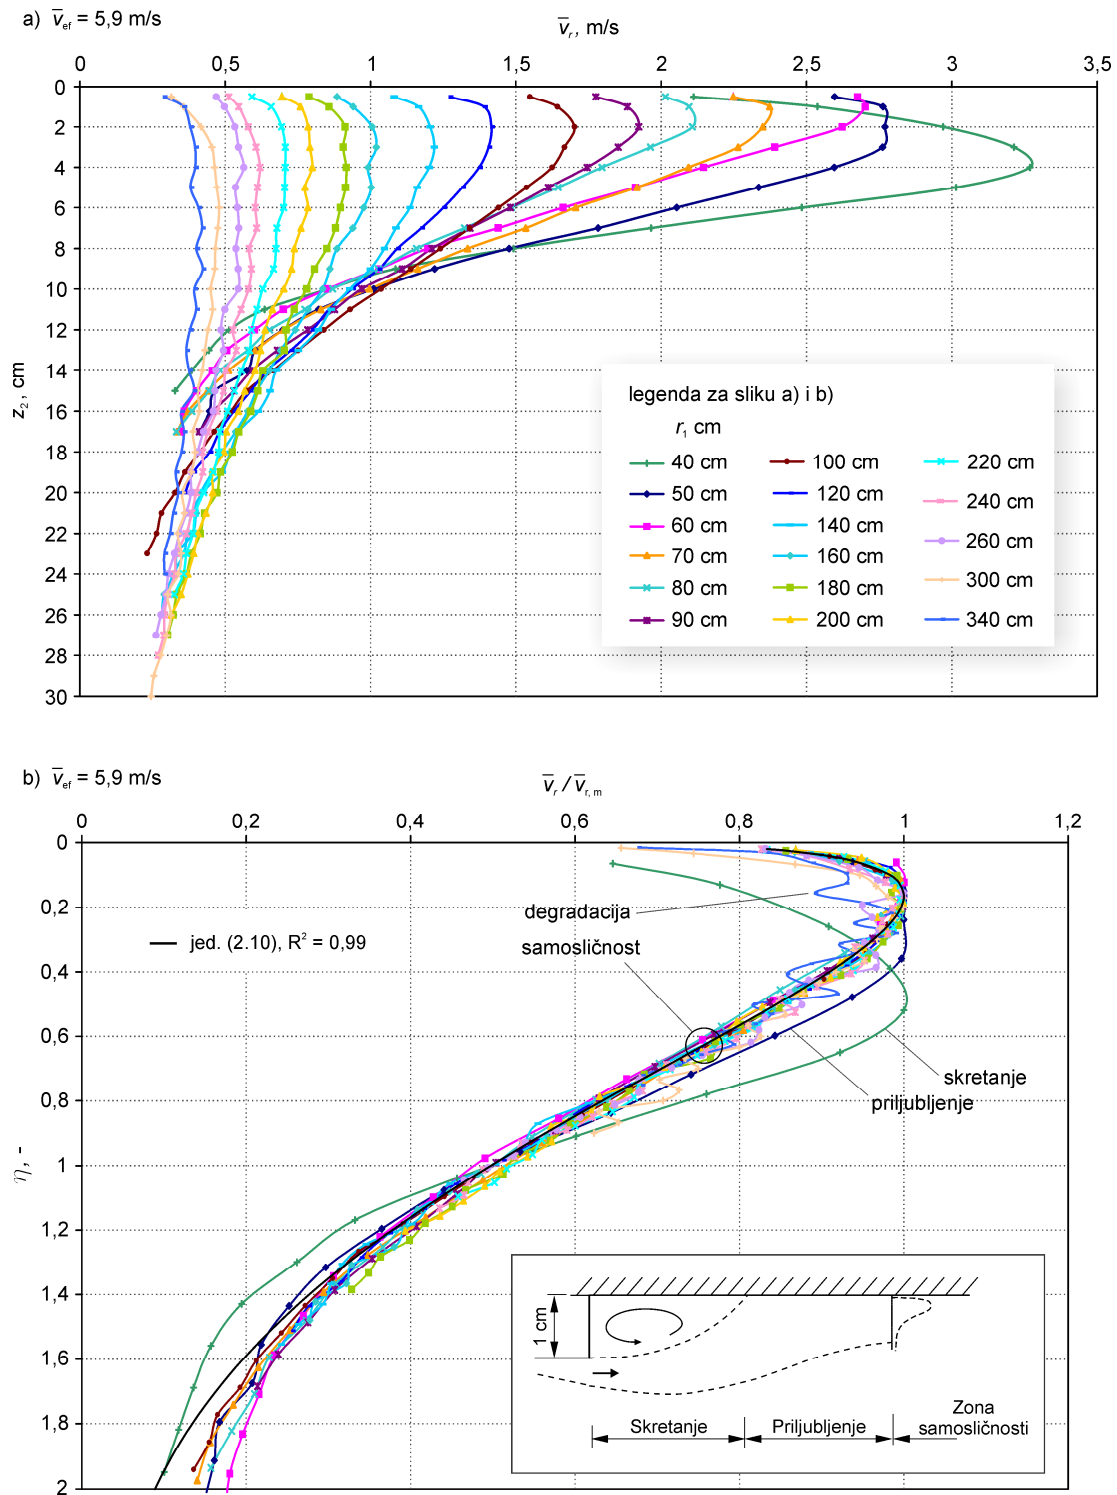 a) v̅ef = 5,9 m/s
v̅r, m/s
0 0,5 1 1,5 2 2,5 3 3,5
0
2
4
6
8
10
12
14
16
18
20
22
24
26
28
30
z2, cm
legenda za sliku a) i b)
r1 cm
40 cm 100 cm 220 cm
50 cm 120 cm 240 cm
60 cm 140 cm 260 cm
70 cm 160 cm 300 cm
80 cm 180 cm 340 cm
90 cm 200 cm
b) v̅ef = 5,9 m/s
v̅r / v̅r, m
0 0,2 0,4 0,6 0,8 1 1,2
0
0,2
0,4
0,6
0,8
1
1,2
1,4
1,6
1,8
2
η, -
degradacija
jed. (2.10), R² = 0,99
samosličnost
skretanje
priljubljenje
1 cm
Skretanje
Priljubljenje
Zona
samosličnosti